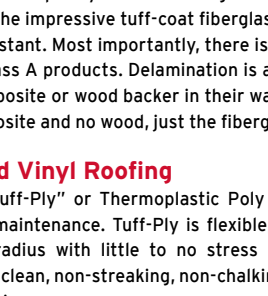 he impressive tuff-coat fiberglas
stant. Most importantly, there is
ss A products. Delamination is a
posite or wood backer in their wa
osite and no wood, just the fiberg
d Vinyl Roofing
uff-Ply” or Thermoplastic Poly
maintenance. Tuff-Ply is flexible
radius with little to no stress
clean, non-streaking, non-chalkin